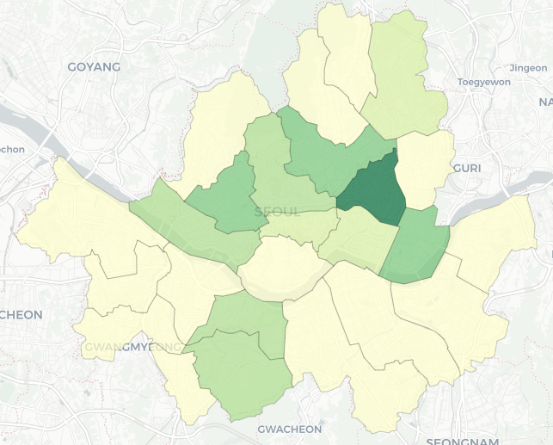 GOYANG
Jingeon
Toegyewon
NA
chon
GURI
SEOUL
CHEON
GWANGMYEONG
GWACHEON
SEONGNAM